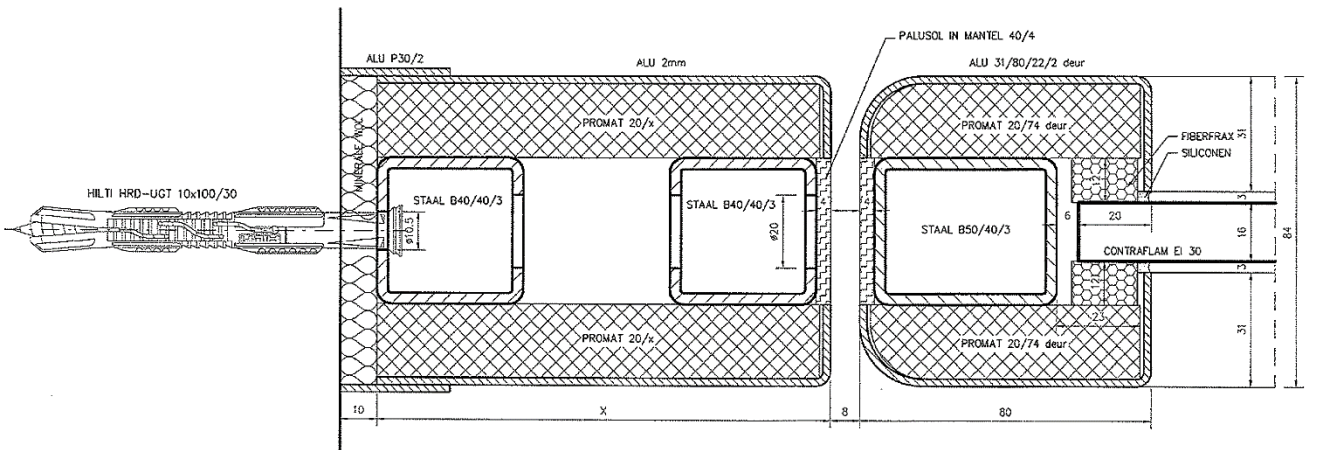 PALUSOL IN MANTEL 40/4
ALU P30/2
ALU 2mm
ALU 31/80/22/2 deur
PROMAT 20/x
PROMAT 20/74 deur
FIBERFRAX
SILICONEN
31
MINERALE WOL
HILTI HRD-UGT 10x100/30
STAAL B40/40/3
STAAL B40/40/3
STAAL B50/40/3
ø10.5
ø20
4
4
12
6
20
3
16
84
CONTRAFLAM EI 30
12
3
23
PROMAT 20/x
PROMAT 20/74 deur
31
10
X
8
80